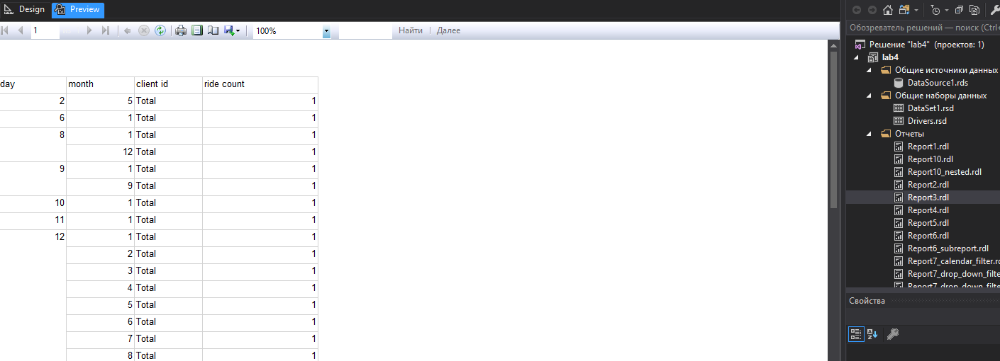 Design Preview
1 100% Найти Далее
day month client id ride count
2 5 Total 1
6 1 Total 1
8 1 Total 1
12 Total 1
9 1 Total 1
9 Total 1
10 1 Total 1
11 1 Total 1
12 1 Total 1
2 Total 1
3 Total 1
4 Total 1
5 Total 1
6 Total 1
7 Total 1
8 Total 1
Обозреватель решений — поиск (Ctrl+
Решение "lab4" (проектов: 1)
lab4
Общие источники данных
DataSource1.rds
Общие наборы данных
DataSet1.rsd
Drivers.rsd
Отчеты
Report1.rdl
Report10.rdl
Report10_nested.rdl
Report2.rdl
Report3.rdl
Report4.rdl
Report5.rdl
Report6.rdl
Report6_subreport.rdl
Report7_calendar_filter.rd
Report7_drop_down_filte
Report7_drop_down_filte
Свойства